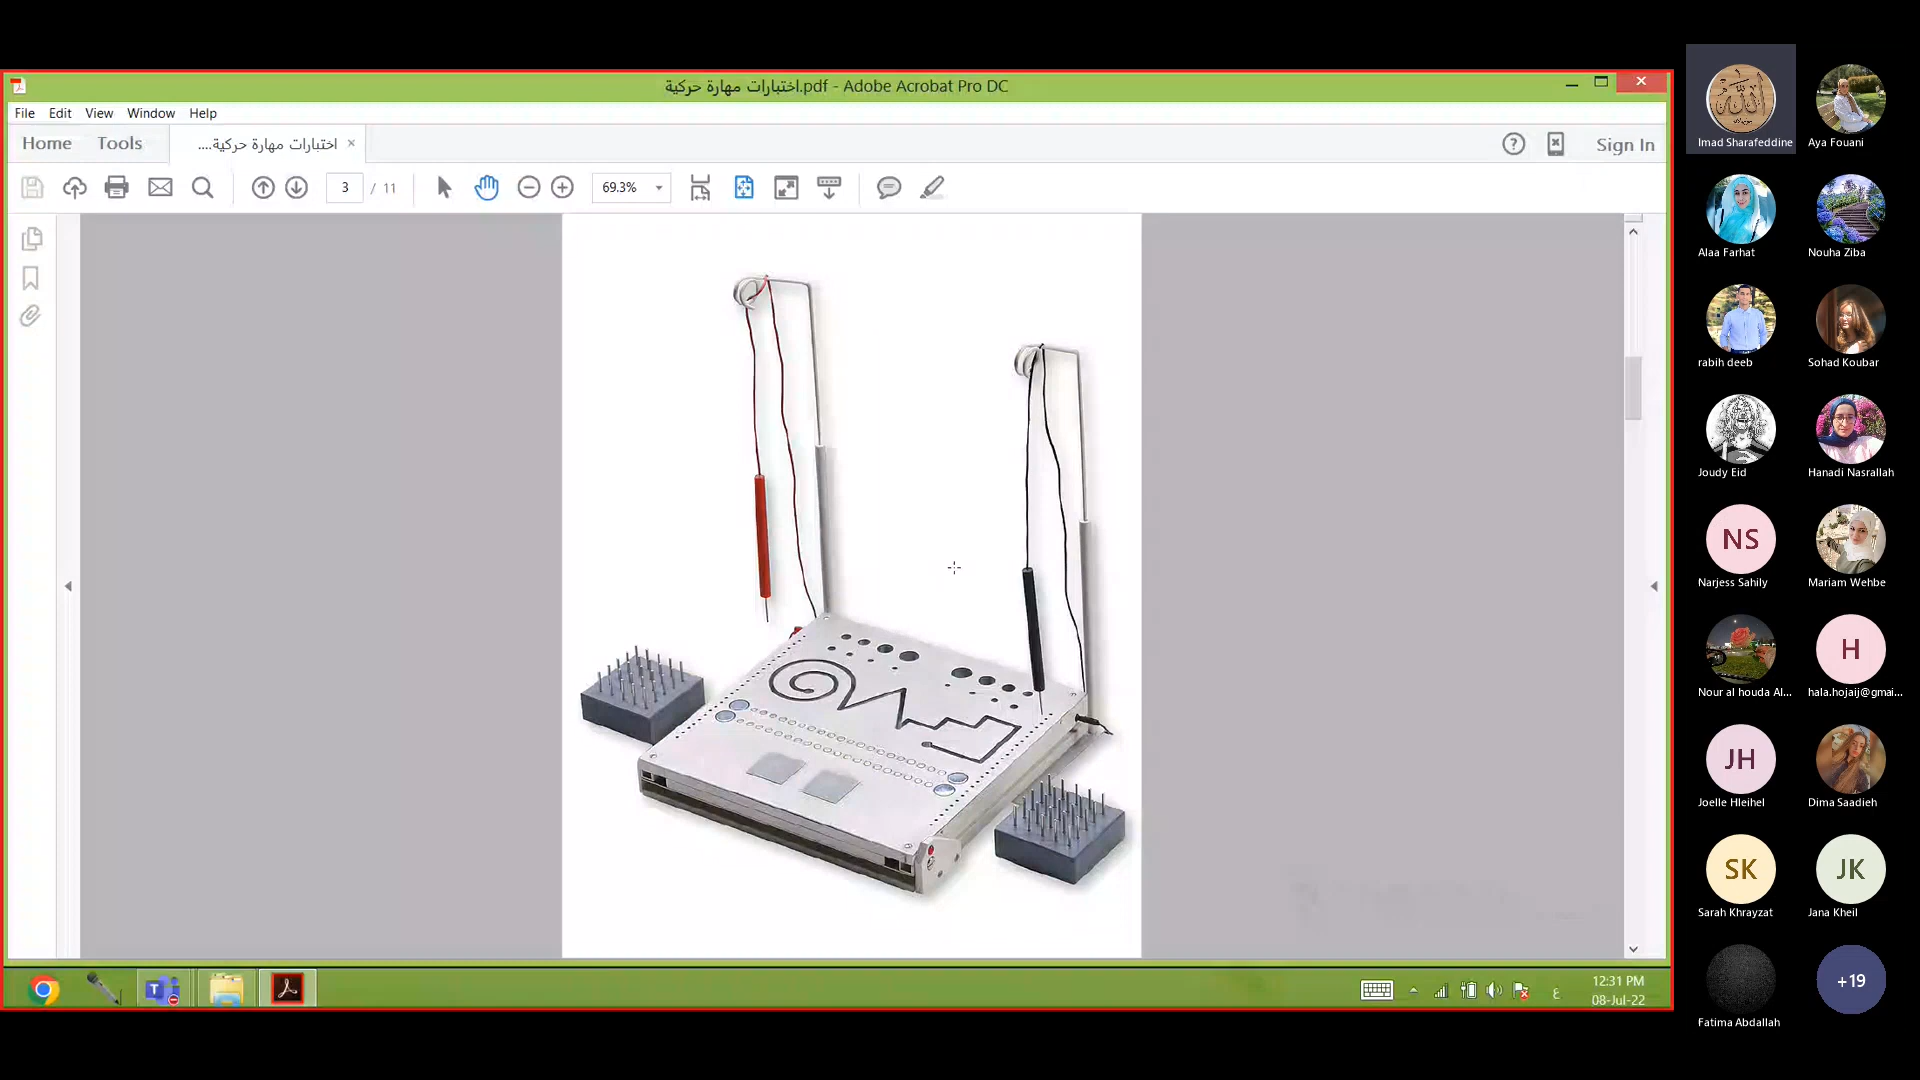 اختبارات مهارة حركية.pdf - Adobe Acrobat Pro DC
File Edit View Window Help
Home Tools اختبارات مهارة حركية.... × Sign In
3 / 11 69.3%
Imad Sharafeddine Aya Fouani
Alaa Farhat Nouha Ziba
rabih deeb Sohad Koubar
Joudy Eid Hanadi Nasrallah
NS
Narjess Sahily Mariam Wehbe
H
Nour al houda Al... hala.hojaij@gmai...
JH
Joelle Hleihel Dima Saadieh
SK JK
Sarah Khrayzat Jana Kheil
+19
Fatima Abdallah
ع 12:31 PM
08-Jul-22